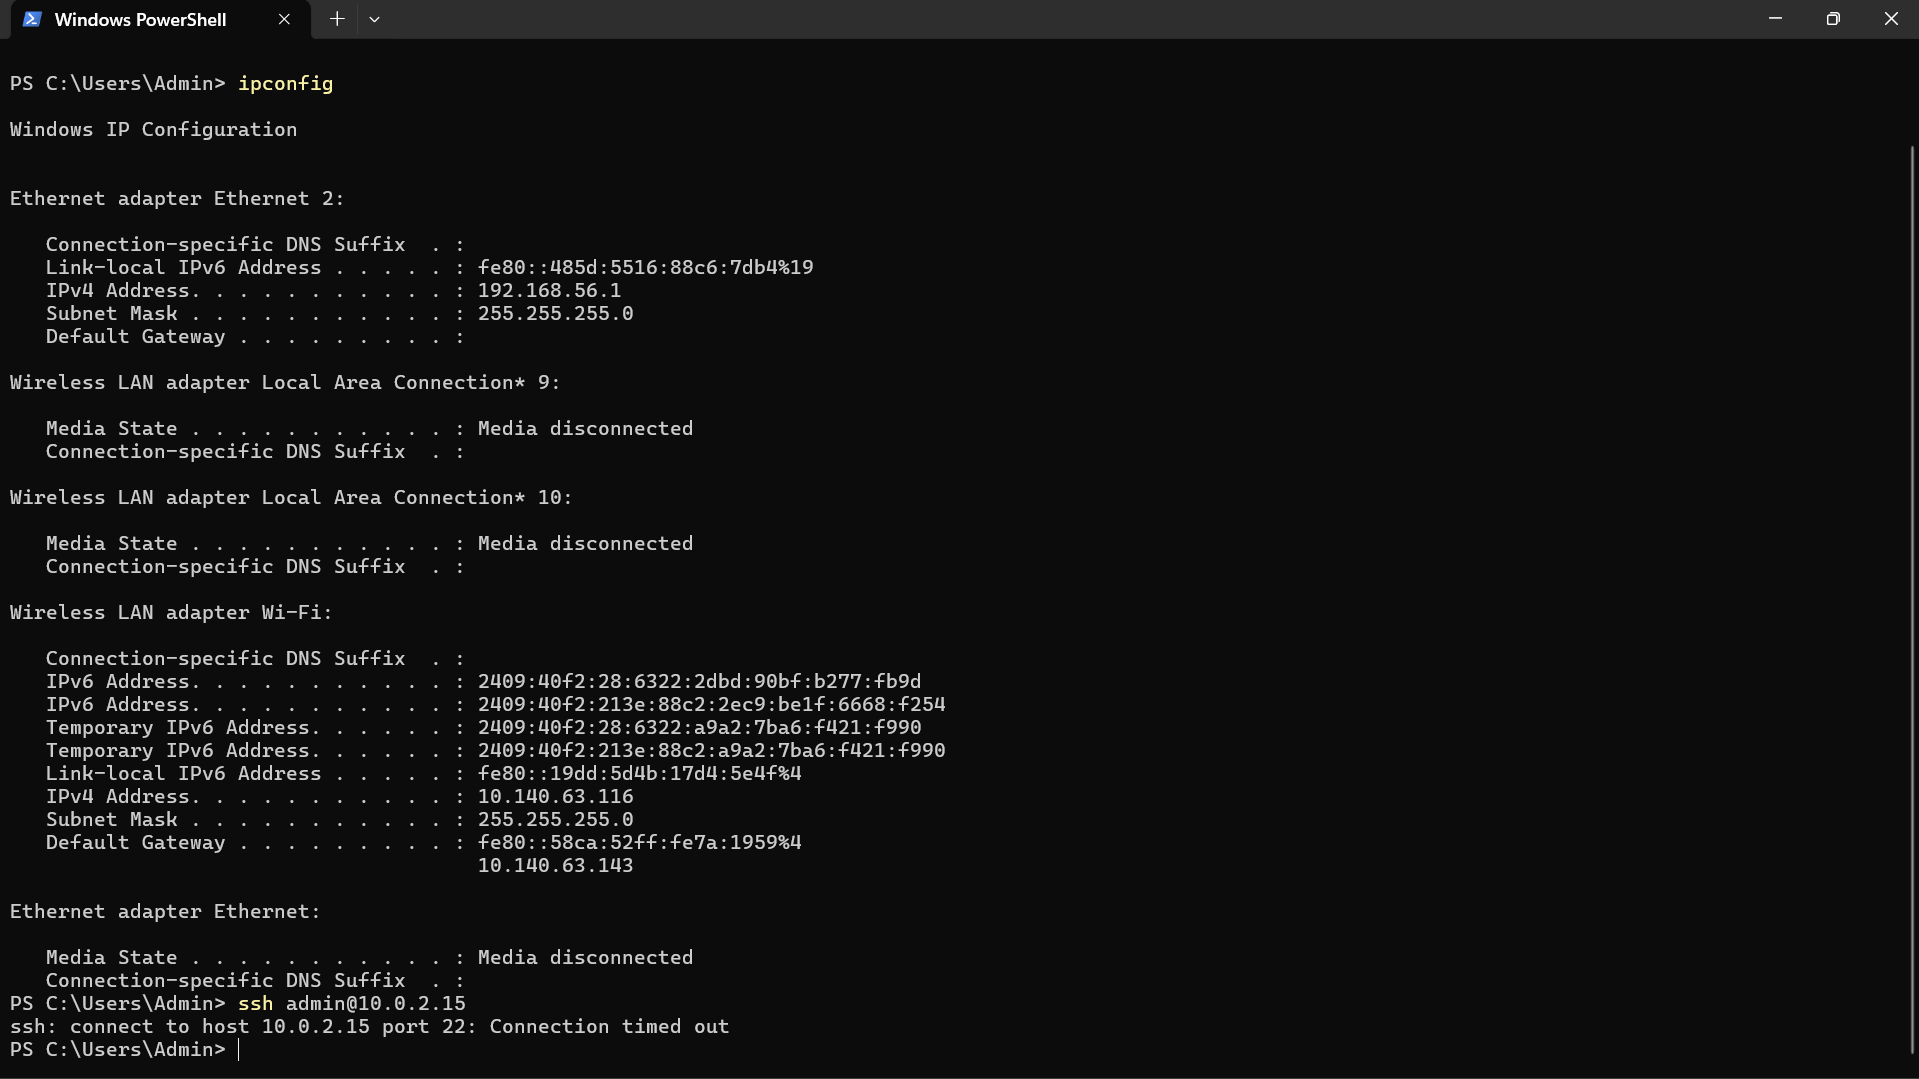 Windows PowerShell
PS C:\Users\Admin> ipconfig
Windows IP Configuration
Ethernet adapter Ethernet 2:
   Connection-specific DNS Suffix  . :
   Link-local IPv6 Address . . . . . : fe80::485d:5516:88c6:7db4%19
   IPv4 Address. . . . . . . . . . . : 192.168.56.1
   Subnet Mask . . . . . . . . . . . : 255.255.255.0
   Default Gateway . . . . . . . . . :
Wireless LAN adapter Local Area Connection* 9:
   Media State . . . . . . . . . . . : Media disconnected
   Connection-specific DNS Suffix  . :
Wireless LAN adapter Local Area Connection* 10:
   Media State . . . . . . . . . . . : Media disconnected
   Connection-specific DNS Suffix  . :
Wireless LAN adapter Wi-Fi:
   Connection-specific DNS Suffix  . :
   IPv6 Address. . . . . . . . . . . : 2409:40f2:28:6322:2dbd:90bf:b277:fb9d
   IPv6 Address. . . . . . . . . . . : 2409:40f2:213e:88c2:2ec9:be1f:6668:f254
   Temporary IPv6 Address. . . . . . : 2409:40f2:28:6322:a9a2:7ba6:f421:f990
   Temporary IPv6 Address. . . . . . : 2409:40f2:213e:88c2:a9a2:7ba6:f421:f990
   Link-local IPv6 Address . . . . . : fe80::19dd:5d4b:17d4:5e4f%4
   IPv4 Address. . . . . . . . . . . : 10.140.63.116
   Subnet Mask . . . . . . . . . . . : 255.255.255.0
   Default Gateway . . . . . . . . . : fe80::58ca:52ff:fe7a:1959%4
                                       10.140.63.143
Ethernet adapter Ethernet:
   Media State . . . . . . . . . . . : Media disconnected
   Connection-specific DNS Suffix  . :
PS C:\Users\Admin> ssh admin@10.0.2.15
ssh: connect to host 10.0.2.15 port 22: Connection timed out
PS C:\Users\Admin>